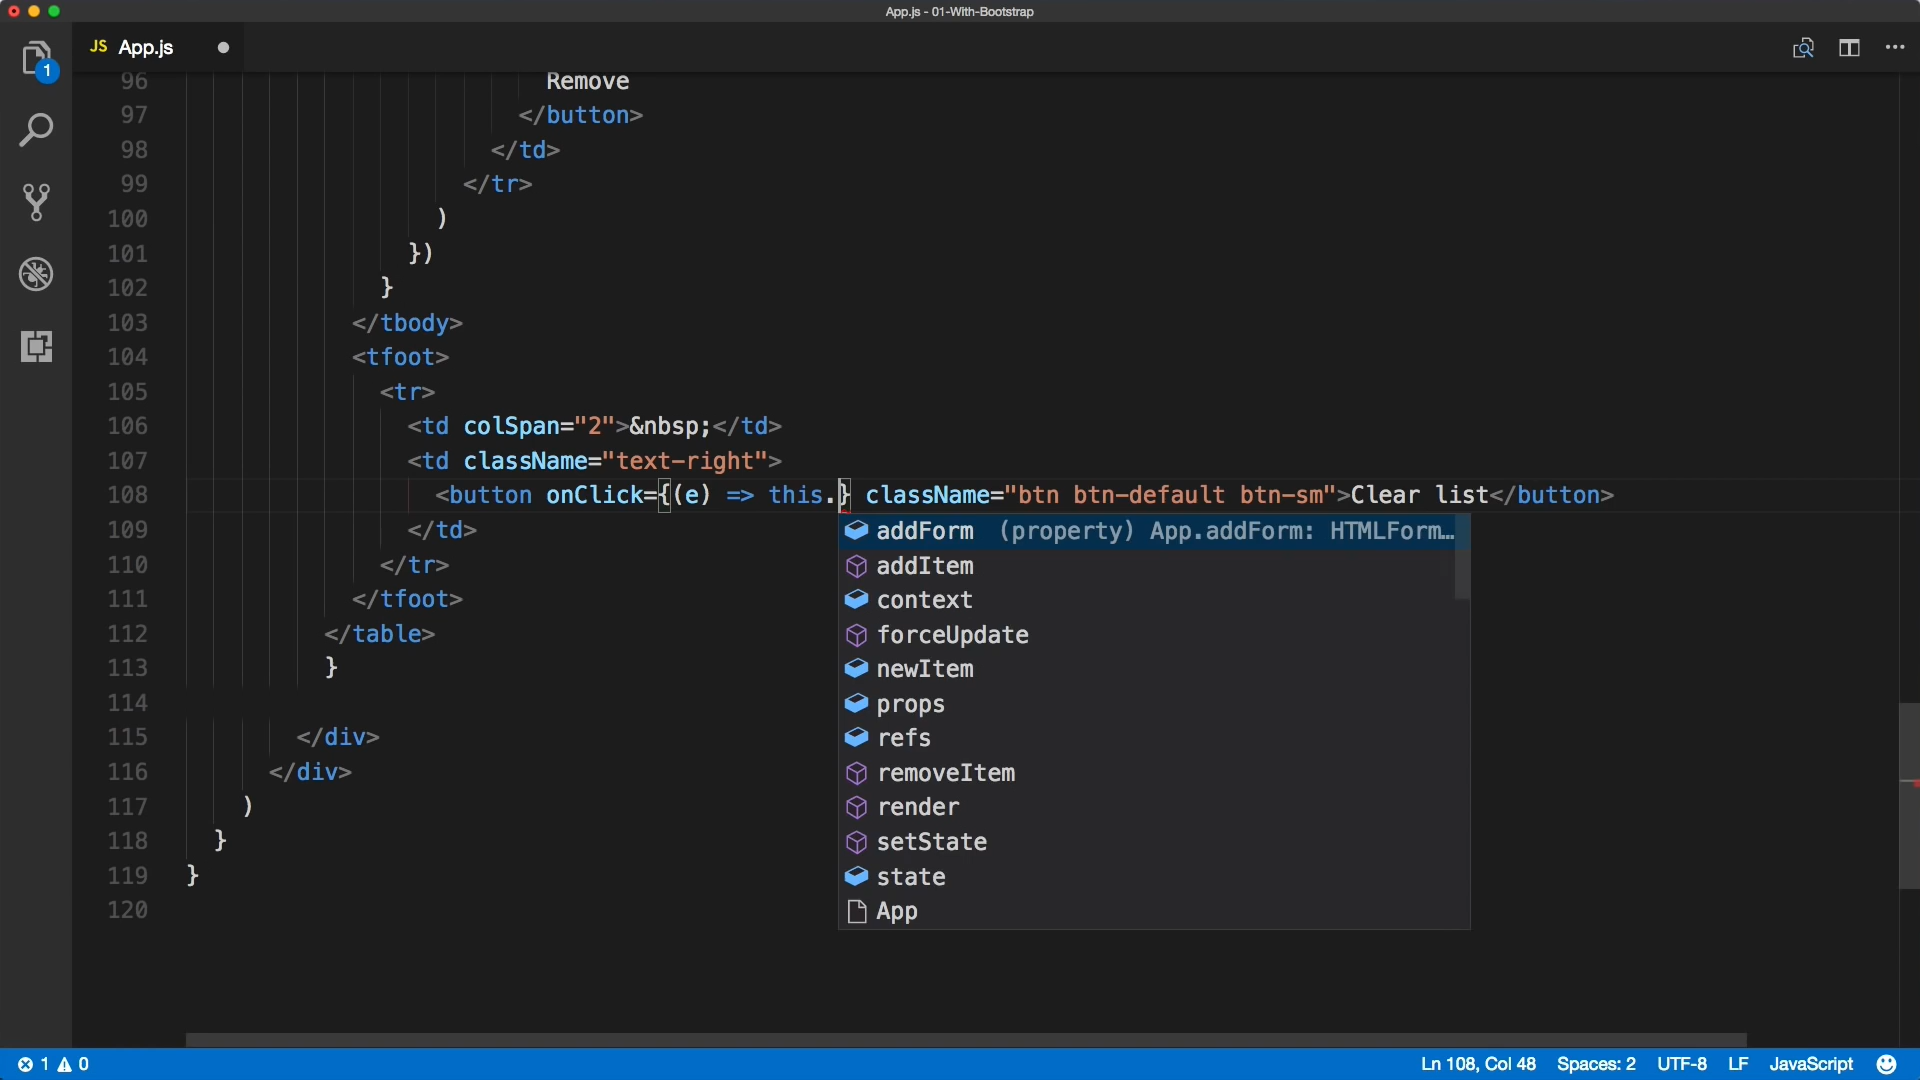 App.js - 01-With-Bootstrap
JS App.js
1
96 Remove
97 </button>
98 </td>
99 </tr>
100 )
101 })
102 }
103 </tbody>
104 <tfoot>
105 <tr>
106 <td colSpan="2">&nbsp;</td>
107 <td className="text-right">
108 <button onClick={(e) => this.} className="btn btn-default btn-sm">Clear list</button>
109 </td>
110 </tr>
111 </tfoot>
112 </table>
113 }
114
115 </div>
116 </div>
117 )
118 }
119 }
120
addForm (property) App.addForm: HTMLForm…
addItem
context
forceUpdate
newItem
props
refs
removeItem
render
setState
state
App
1 0 Ln 108, Col 48 Spaces: 2 UTF-8 LF JavaScript